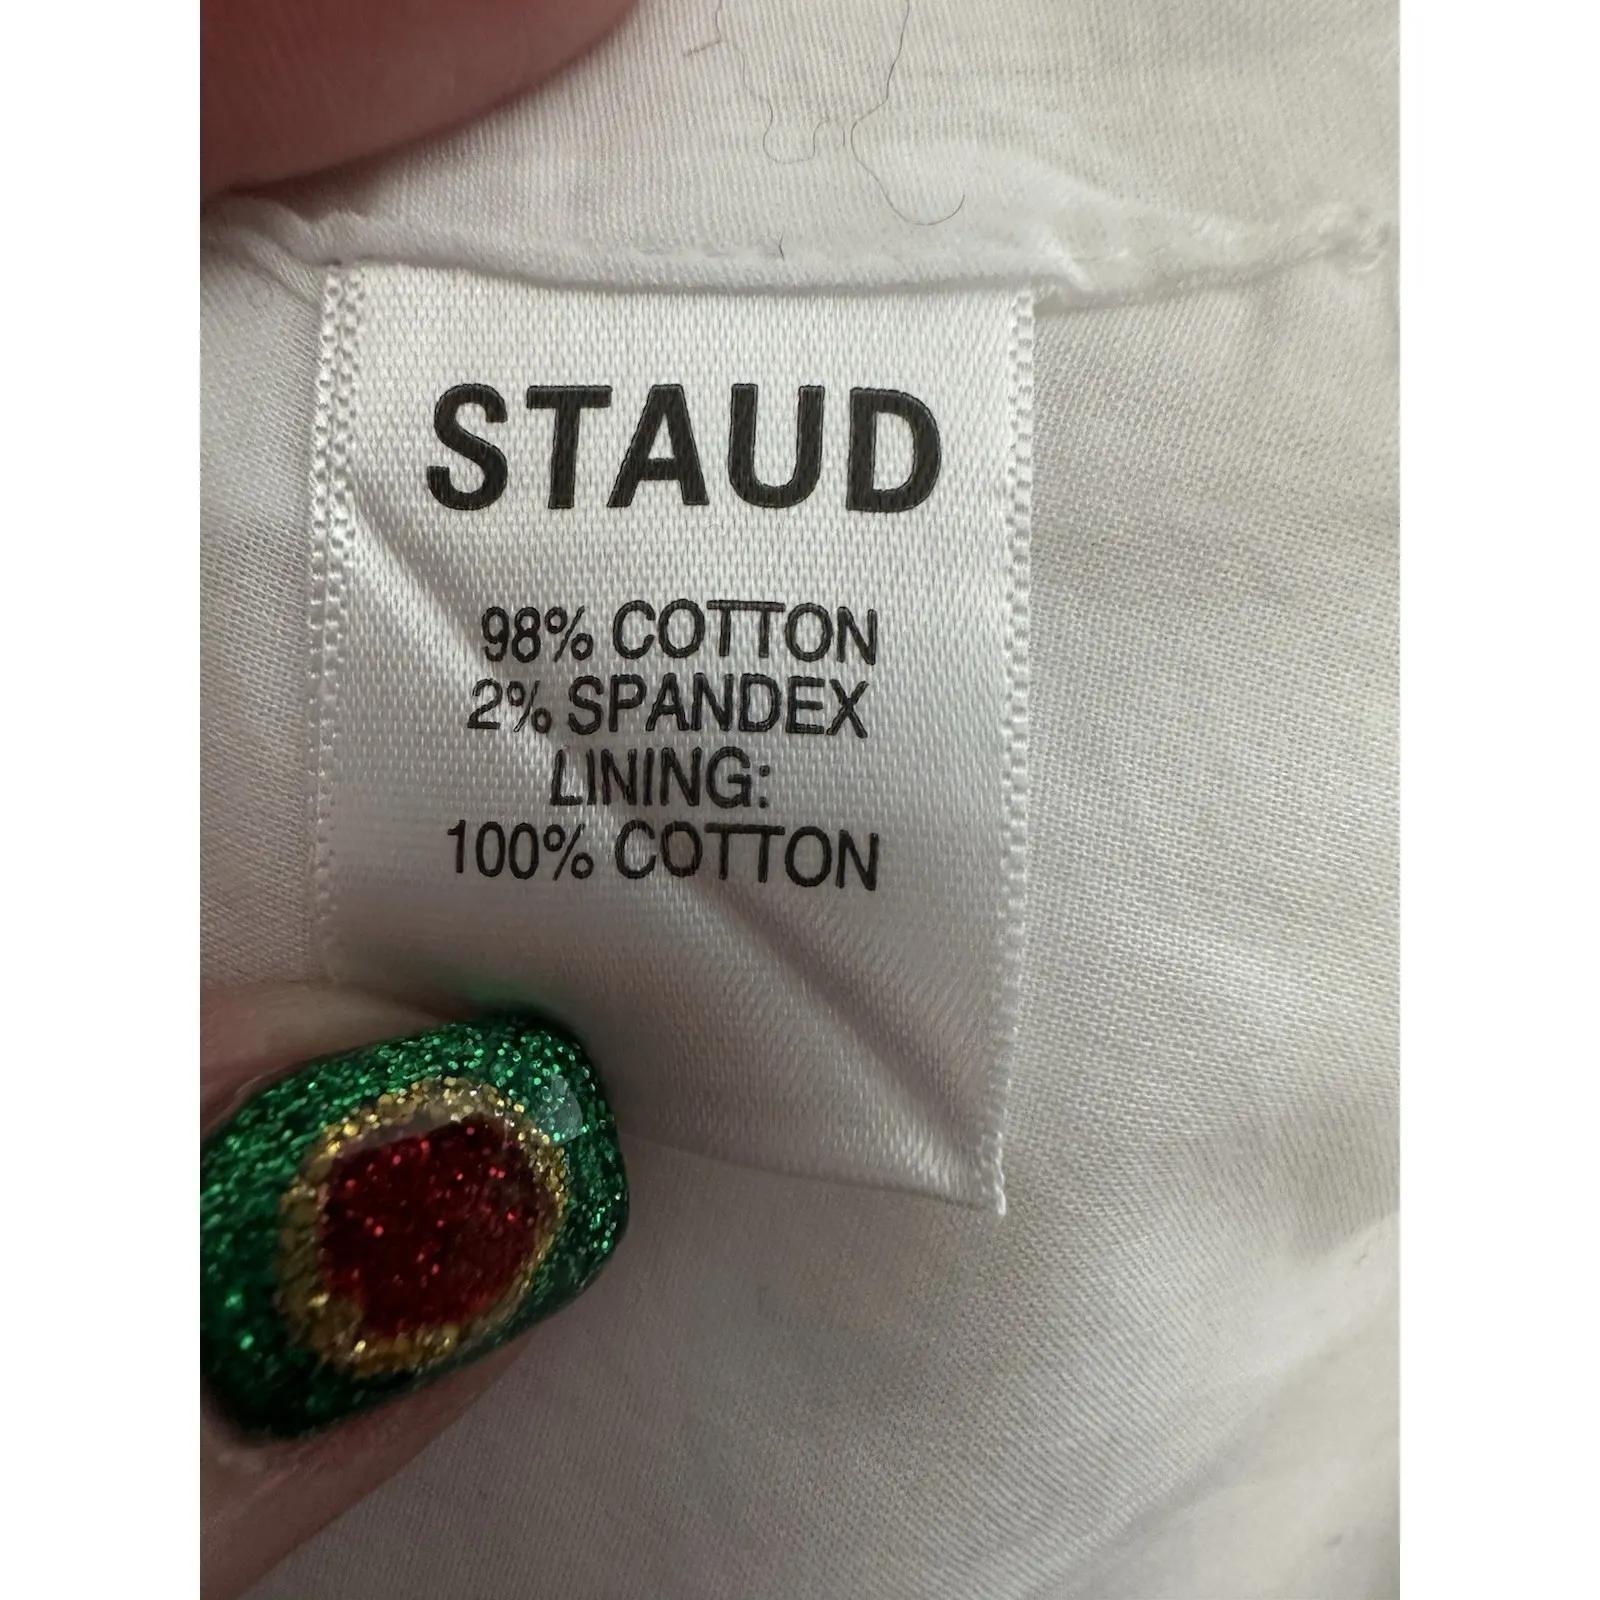 STAUD
98% COTTON
2% SPANDEX
LINING:
100% COTTON